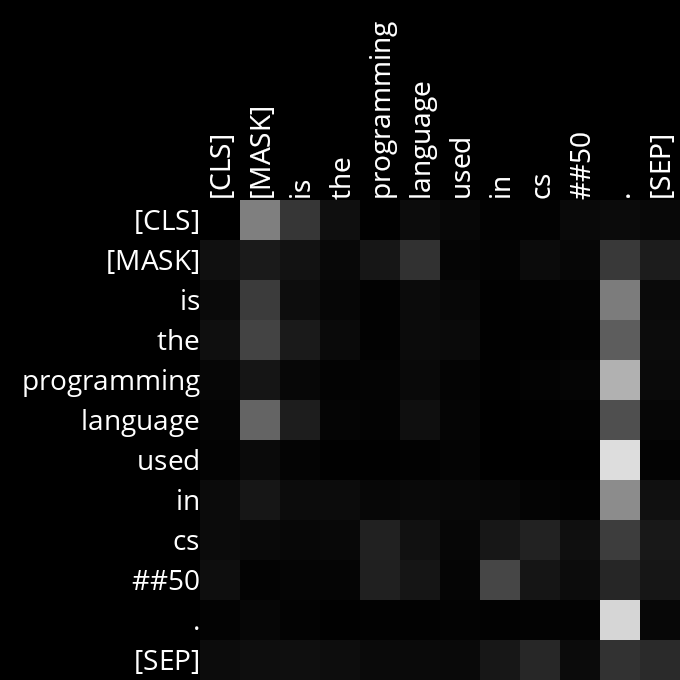 [CLS] [MASK] is the programming language used in cs ##50 . [SEP]
[CLS]
[MASK]
is
the
programming
language
used
in
cs
##50
.
[SEP]